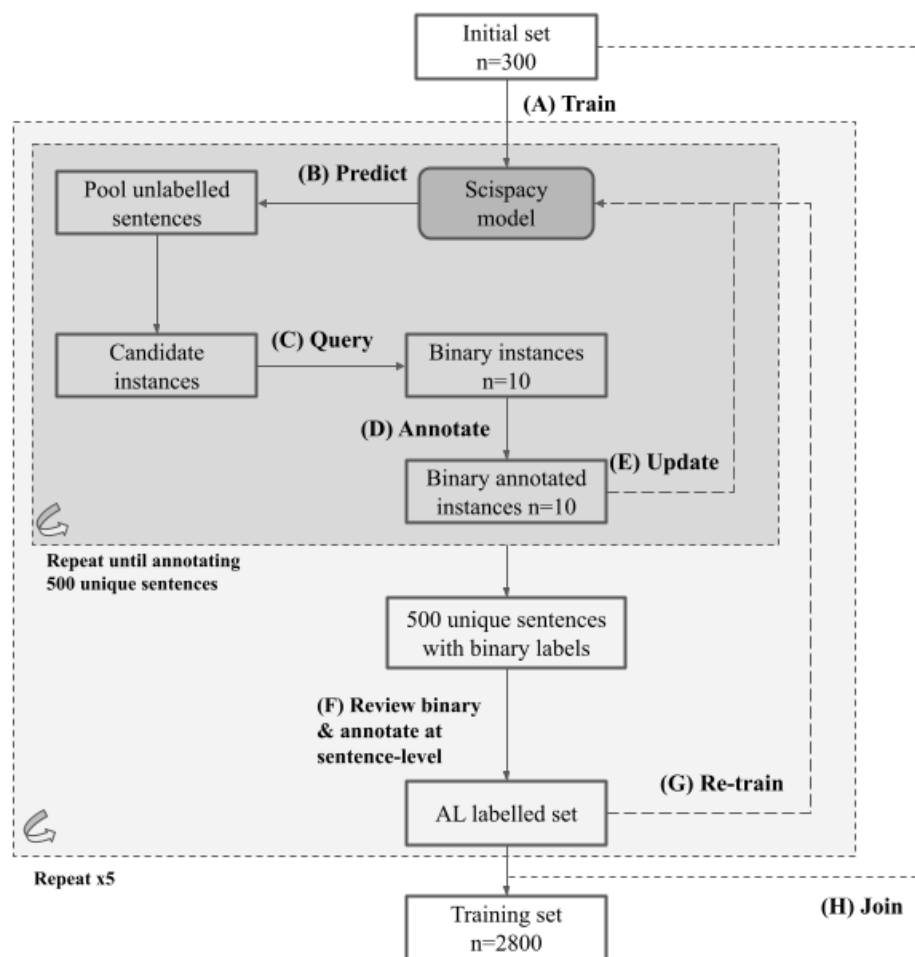 Initial set
n=300
(A) Train
(B) Predict
Pool unlabelled
sentences
Scispacy
model
Candidate
instances
(C) Query
Binary instances
n=10
(D) Annotate
Binary annotated
instances n=10
(E) Update
Repeat until annotating
500 unique sentences
500 unique sentences
with binary labels
(F) Review binary
& annotate at
sentence-level
AL labelled set
(G) Re-train
Repeat x5
Training set
n=2800
(H) Join